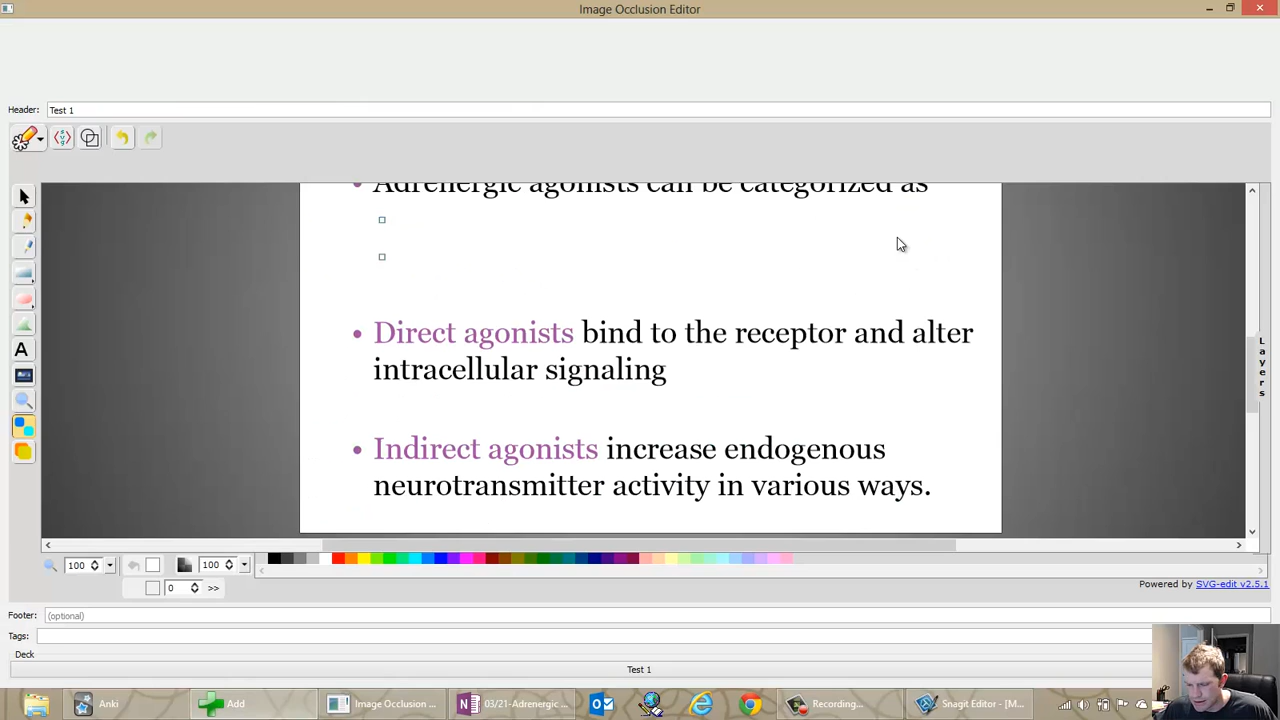 Image Occlusion Editor
Header:
Test 1
Adrenergic agonists can be categorized as
• Direct agonists bind to the receptor and alter
intracellular signaling
• Indirect agonists increase endogenous
neurotransmitter activity in various ways.
A
Layers
100
100
0
>>
Powered by SVG-edit v2.5.1
Footer:
(optional)
Tags:
Deck
Test 1
Anki
Add
Image Occlusion ...
03/21-Adrenergic ...
Recording...
Snagit Editor - [M...